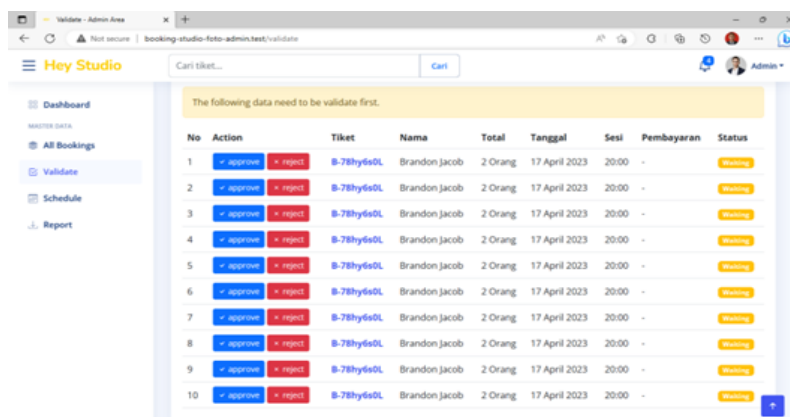 Validate - Admin Area
Not secure | booking-studio-foto-admin.test/validate
Hey Studio
Cari tiket...
Cari
4
Admin
Dashboard
MASTER DATA
All Bookings
Validate
Schedule
Report
The following data need to be validate first.
No Action Tiket Nama Total Tanggal Sesi Pembayaran Status
1 approve × reject B-78hy6s0L Brandon Jacob 2 Orang 17 April 2023 20:00 - Waiting
2 approve × reject B-78hy6s0L Brandon Jacob 2 Orang 17 April 2023 20:00 - Waiting
3 approve × reject B-78hy6s0L Brandon Jacob 2 Orang 17 April 2023 20:00 - Waiting
4 approve × reject B-78hy6s0L Brandon Jacob 2 Orang 17 April 2023 20:00 - Waiting
5 approve × reject B-78hy6s0L Brandon Jacob 2 Orang 17 April 2023 20:00 - Waiting
6 approve × reject B-78hy6s0L Brandon Jacob 2 Orang 17 April 2023 20:00 - Waiting
7 approve × reject B-78hy6s0L Brandon Jacob 2 Orang 17 April 2023 20:00 - Waiting
8 approve × reject B-78hy6s0L Brandon Jacob 2 Orang 17 April 2023 20:00 - Waiting
9 approve × reject B-78hy6s0L Brandon Jacob 2 Orang 17 April 2023 20:00 - Waiting
10 approve × reject B-78hy6s0L Brandon Jacob 2 Orang 17 April 2023 20:00 - Waiting